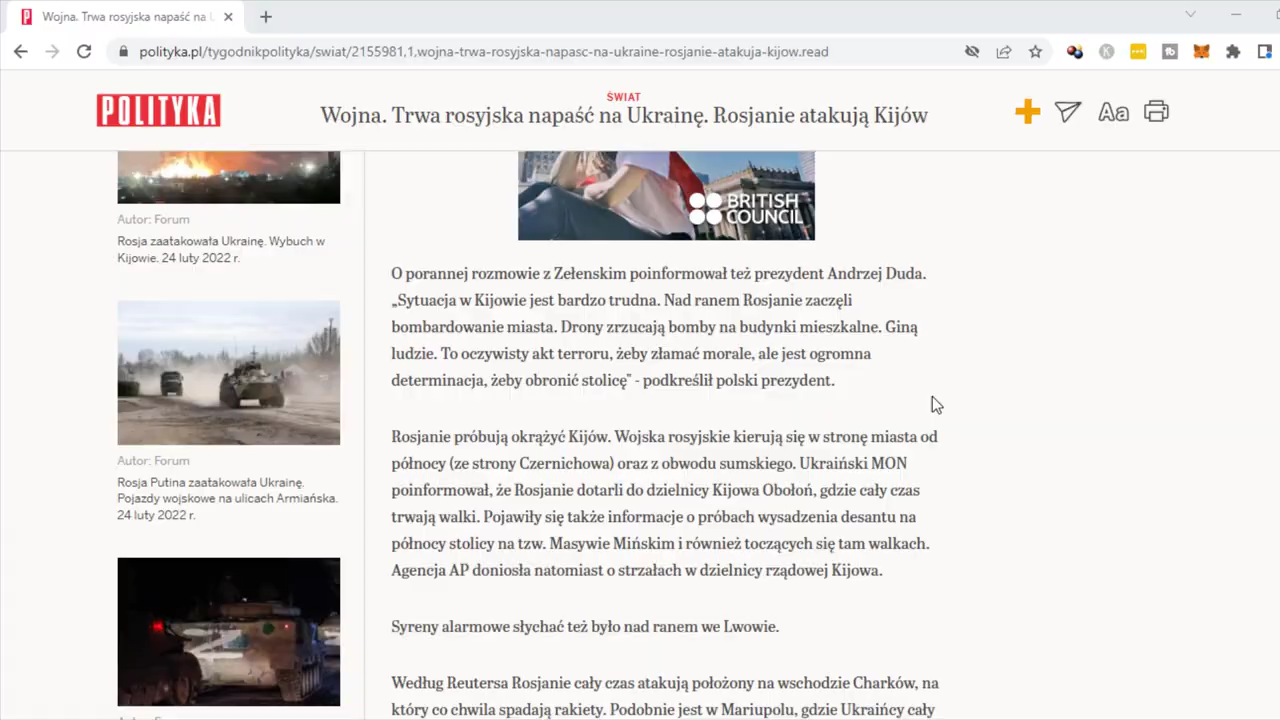 Wojna. Trwa rosyjska napaść na U
polityka.pl/tygodnikpolityka/swiat/2155981,1,wojna-trwa-rosyjska-napasc-na-ukraine-rosjanie-atakuja-kijow.read
POLITYKA
ŚWIAT
Wojna. Trwa rosyjska napaść na Ukrainę. Rosjanie atakują Kijów
Aa
BRITISH
COUNCIL
Autor: Forum
Rosja zaatakowała Ukrainę. Wybuch w
Kijowie. 24 luty 2022 r.
Autor: Forum
Rosja Putina zaatakowała Ukrainę.
Pojazdy wojskowe na ulicach Armiańska.
24 luty 2022 r.
O porannej rozmowie z Zełenskim poinformował też prezydent Andrzej Duda.
„Sytuacja w Kijowie jest bardzo trudna. Nad ranem Rosjanie zaczęli
bombardowanie miasta. Drony zrzucają bomby na budynki mieszkalne. Giną
ludzie. To oczywisty akt terroru, żeby złamać morale, ale jest ogromna
determinacja, żeby obronić stolicę" - podkreślił polski prezydent.
Rosjanie próbują okrążyć Kijów. Wojska rosyjskie kierują się w stronę miasta od
północy (ze strony Czernichowa) oraz z obwodu sumskiego. Ukraiński MON
poinformował, że Rosjanie dotarli do dzielnicy Kijowa Obołoń, gdzie cały czas
trwają walki. Pojawiły się także informacje o próbach wysadzenia desantu na
północy stolicy na tzw. Masywie Mińskim i również toczących się tam walkach.
Agencja AP doniosła natomiast o strzałach w dzielnicy rządowej Kijowa.
Syreny alarmowe słychać też było nad ranem we Lwowie.
Według Reutersa Rosjanie cały czas atakują położony na wschodzie Charków, na
który co chwila spadają rakiety. Podobnie jest w Mariupolu, gdzie Ukraińcy cały